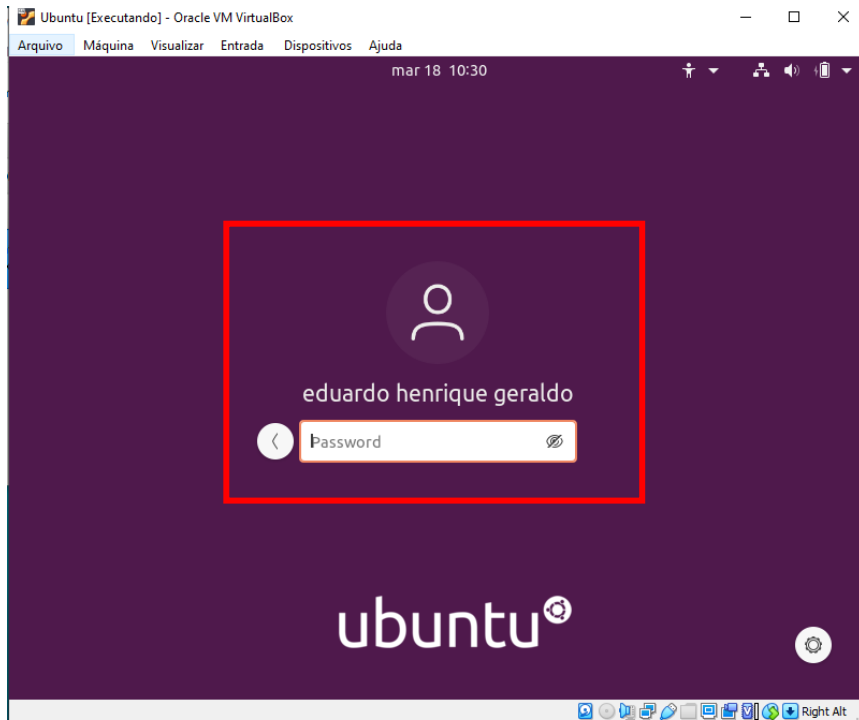 Ubuntu [Executando] - Oracle VM VirtualBox
Arquivo Máquina Visualizar Entrada Dispositivos Ajuda
mar 18 10:30
eduardo henrique geraldo
Password
ubuntu
Right Alt